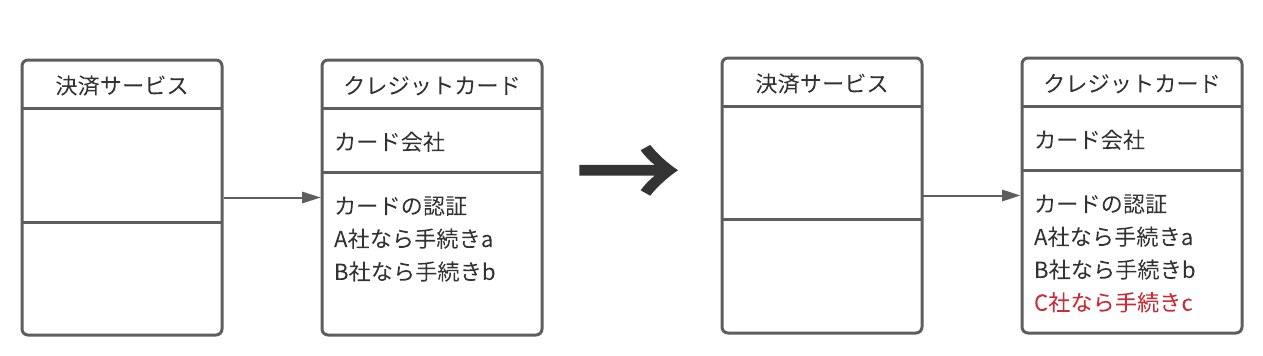 決済サービス
クレジットカード
カード会社
カードの認証
A社なら手続きa
B社なら手続きb
決済サービス
クレジットカード
カード会社
カードの認証
A社なら手続きa
B社なら手続きb
C社なら手続きc